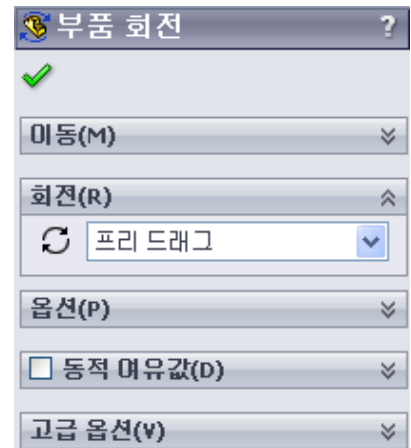 부품 회전 ?
이동(M)
회전(R)
프리 드래그
옵션(P)
동적 여유값(D)
고급 옵션(V)